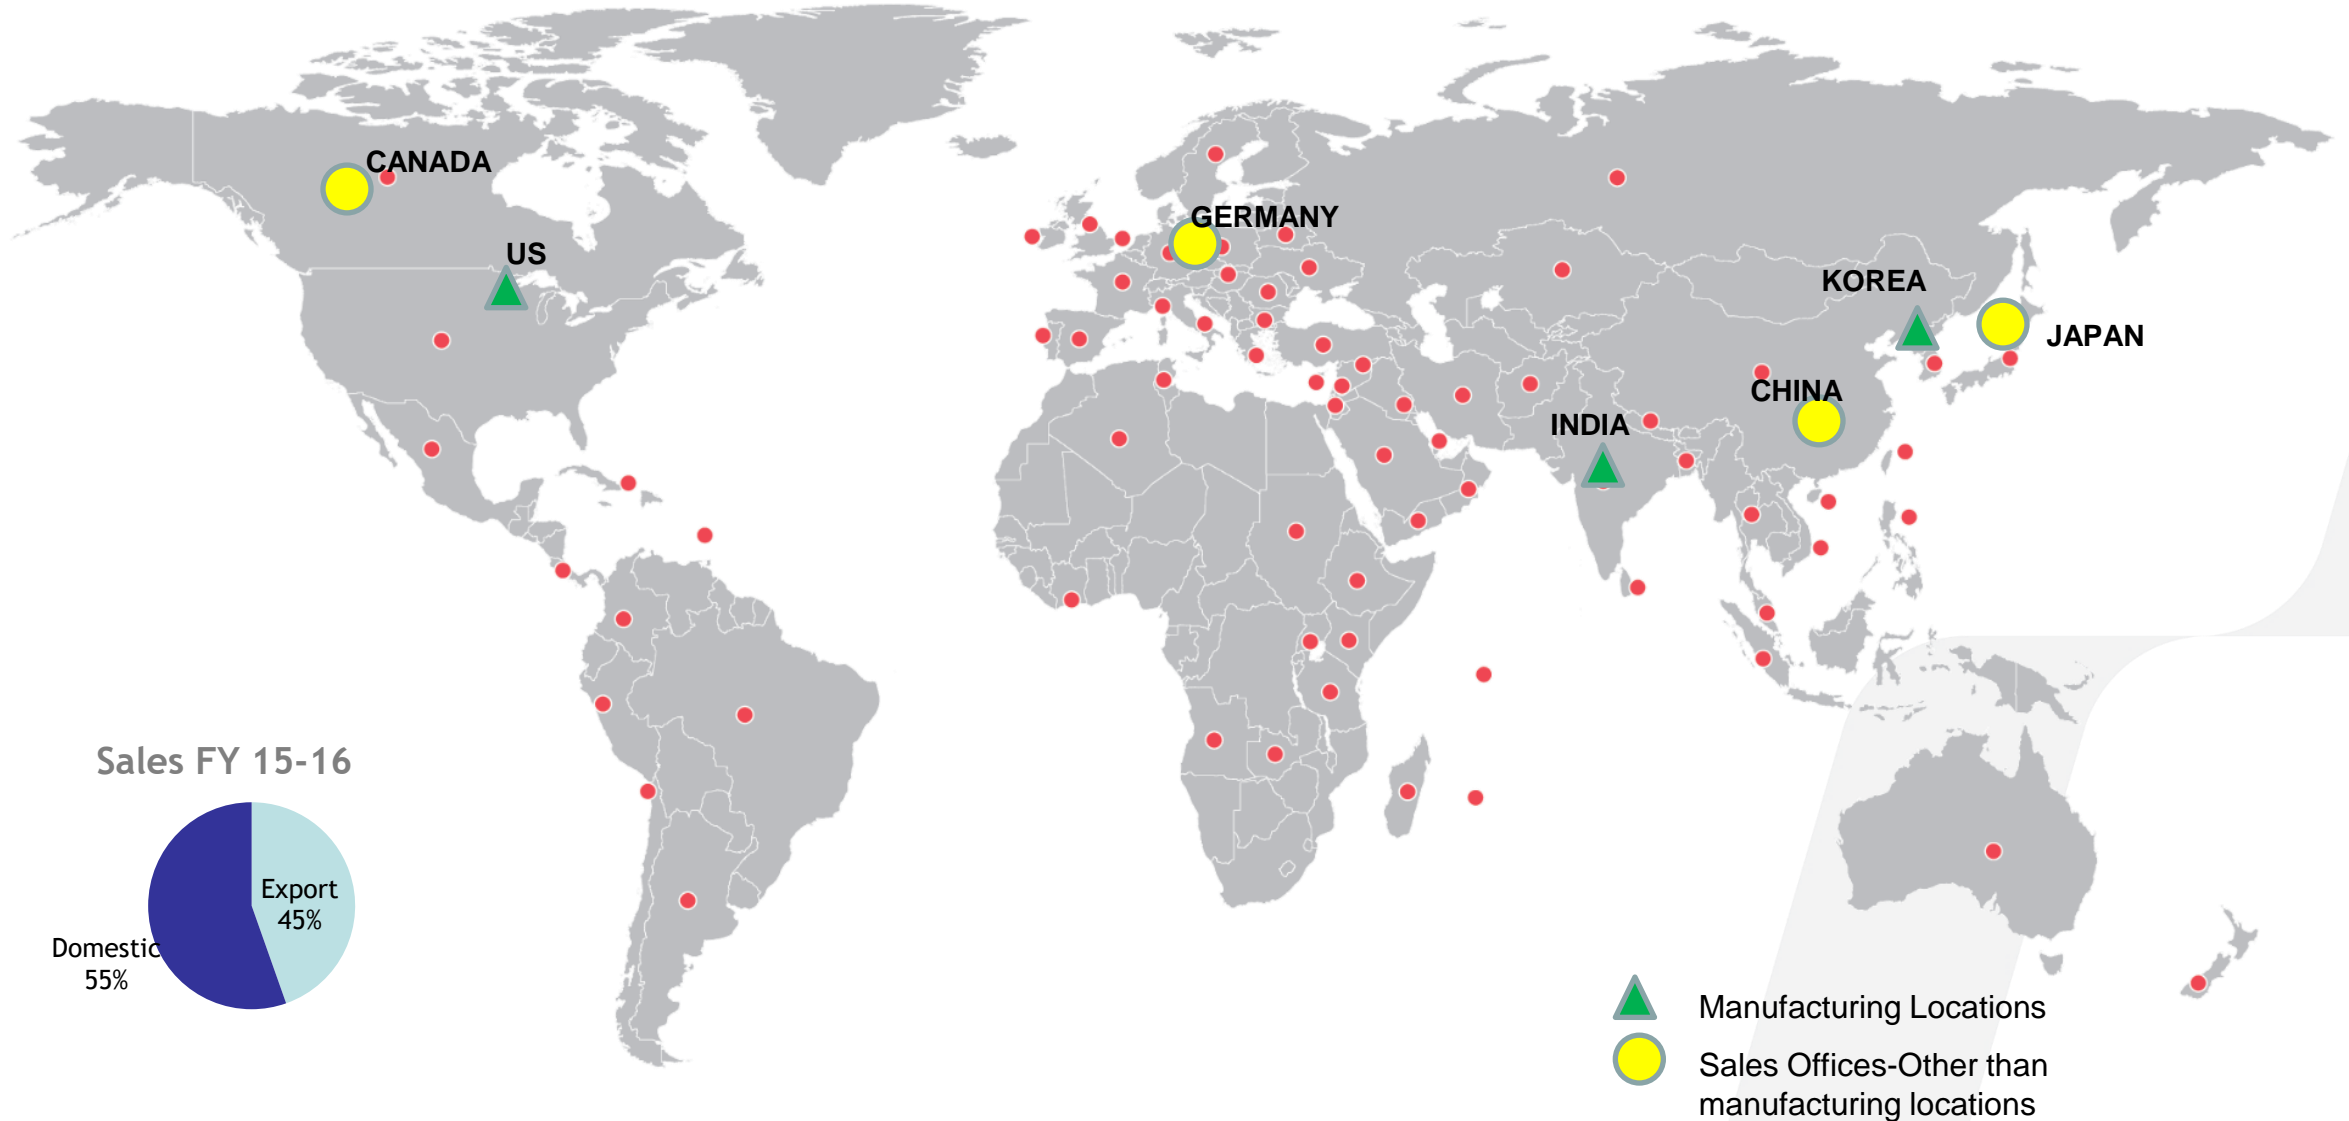 CANADA
US
GERMANY
KOREA
JAPAN
CHINA
INDIA
Sales FY 15-16
Export
45%
Domestic
55%
Manufacturing Locations
Sales Offices-Other than
manufacturing locations